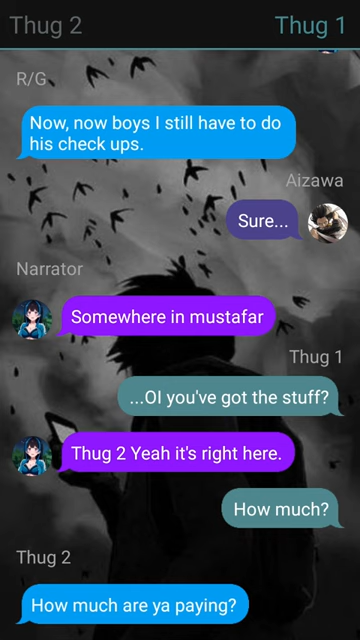 Thug 2
Thug 1
R/G
Now, now boys I still have to do
his check ups.
Aizawa
Sure...
Narrator
Somewhere in mustafar
Thug 1
...OI you've got the stuff?
Thug 2 Yeah it's right here.
How much?
Thug 2
How much are ya paying?